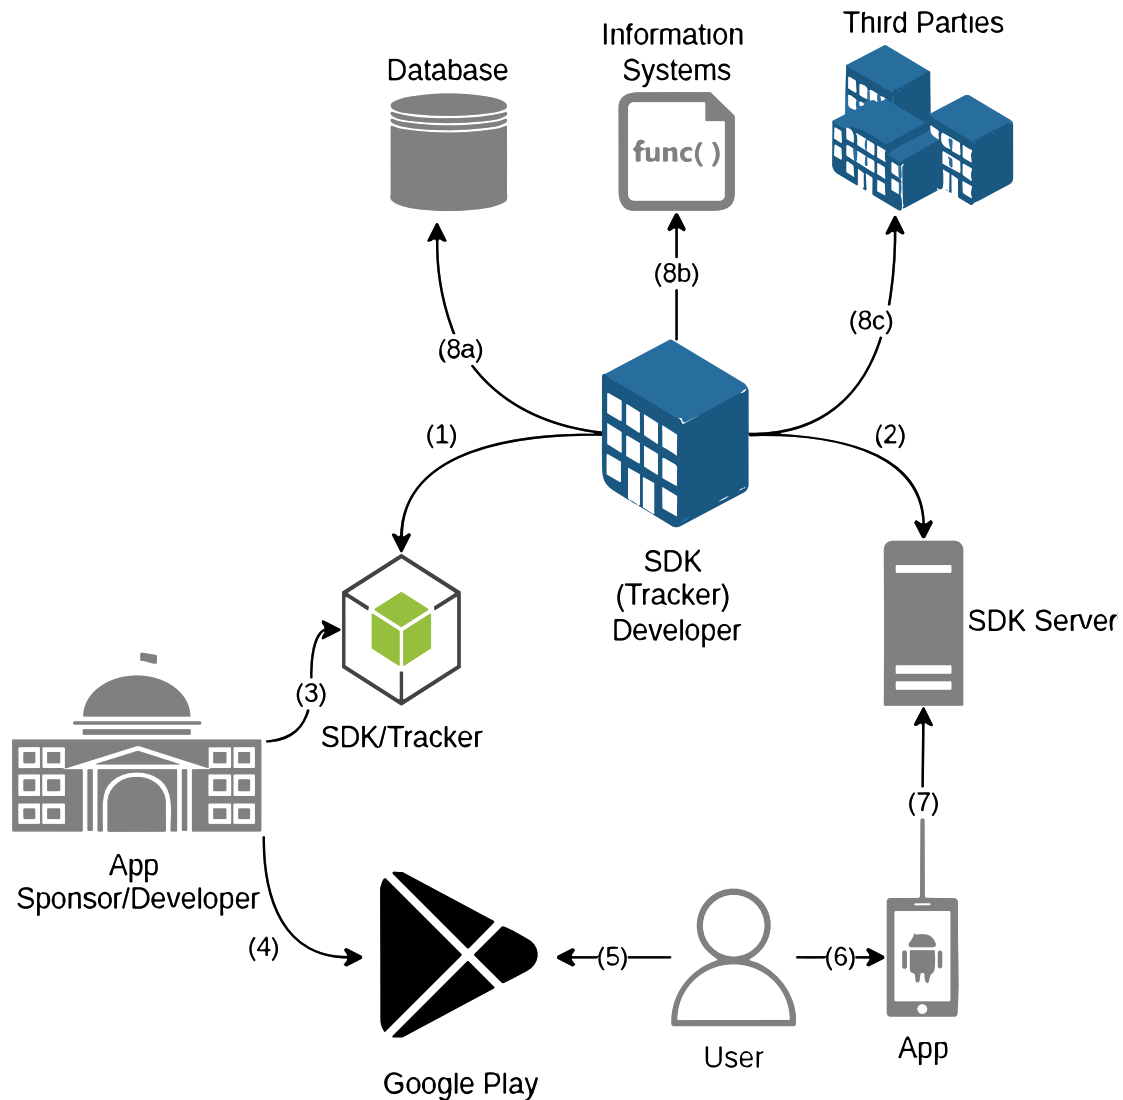 Third Parties
Information
Systems
Database
func()
(8b)
(8c)
(8a)
(1)
(2)
SDK
(Tracker)
Developer
SDK Server
(3)
SDK/Tracker
(7)
App
Sponsor/Developer
(4)
(5)
(6)
User
App
Google Play